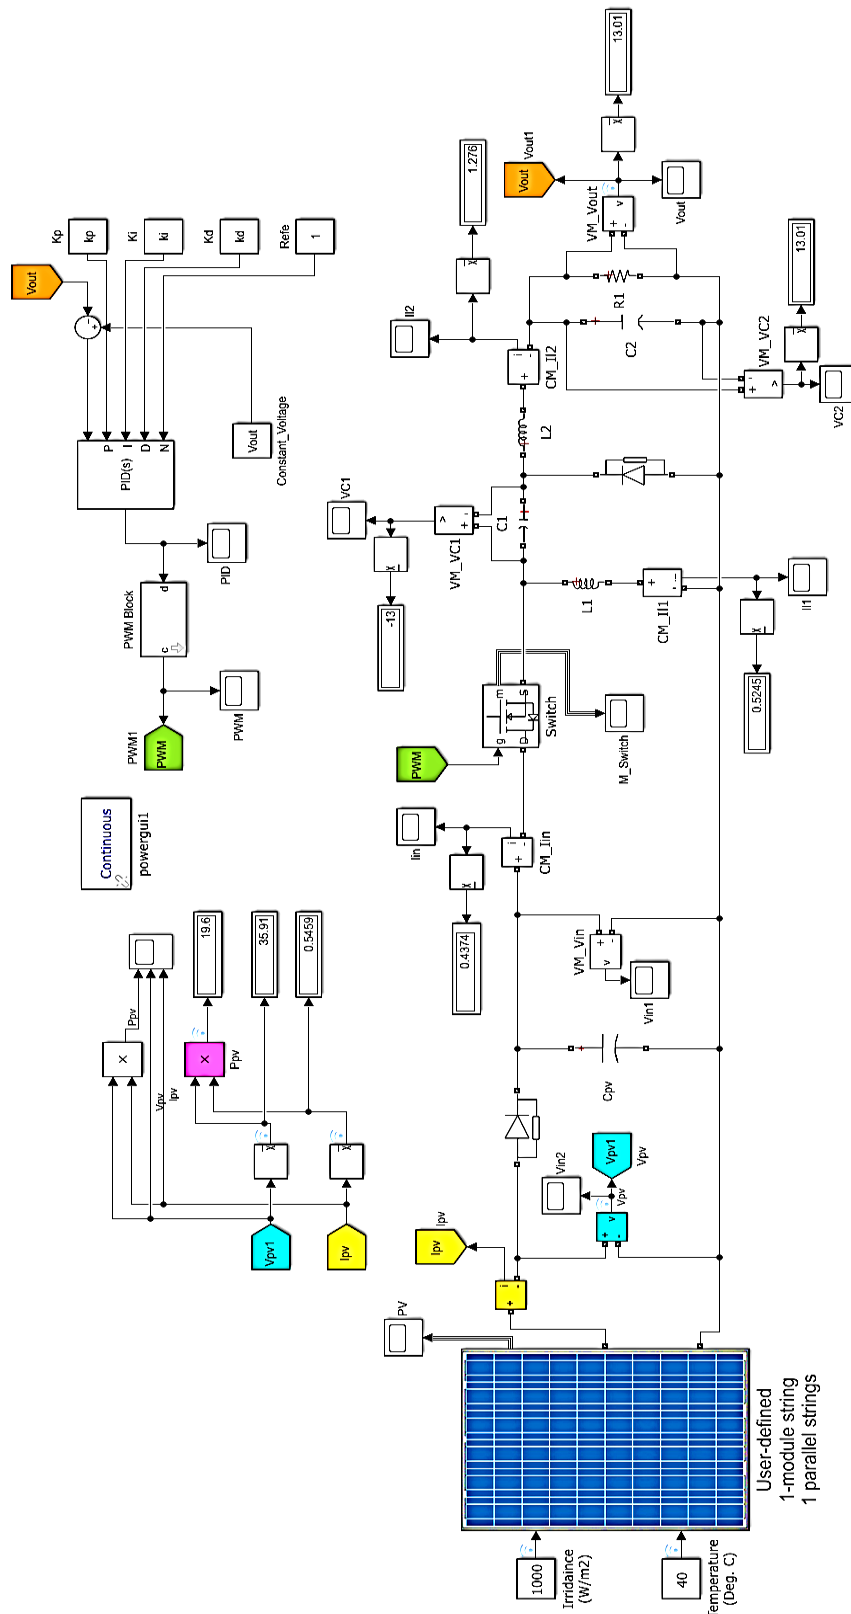 Vout
Kp
kp
Ki
ki
Kd
kd
Refe
1
-
+
P
I
D
N
PID(s)
Vout
Constant_Voltage
PID
PWM Block
d
c
PWM
PWM1
PWM
Continuous
powergui1
Ppv
Vpv
Ipv
×
×
Ppv
19.6
35.91
0.5459
Vpv1
Ipv
1000
Irridaince
(W/m2)
40
emperature
(Deg. C)
User-defined
1-module string
1 parallel strings
PV
+ i -
Ipv
Ipv
+ v -
Vpv
Vin2
Vpv1
Vpv
Cpv
+ v -
VM_Vin
Vin1
+ i -
CM_Iin
Iin
0.4374
PWM
g
m
D
S
Switch
M_Switch
L1
+ i -
CM_Il1
Il1
0.5245
C1
+ v -
VM_VC1
VC1
-13
L2
+ i -
CM_Il2
Il2
1.276
C2
R1
+ v -
VM_VC2
VC2
13.01
+ v -
VM_Vout
Vout
Vout
Vout1
13.01